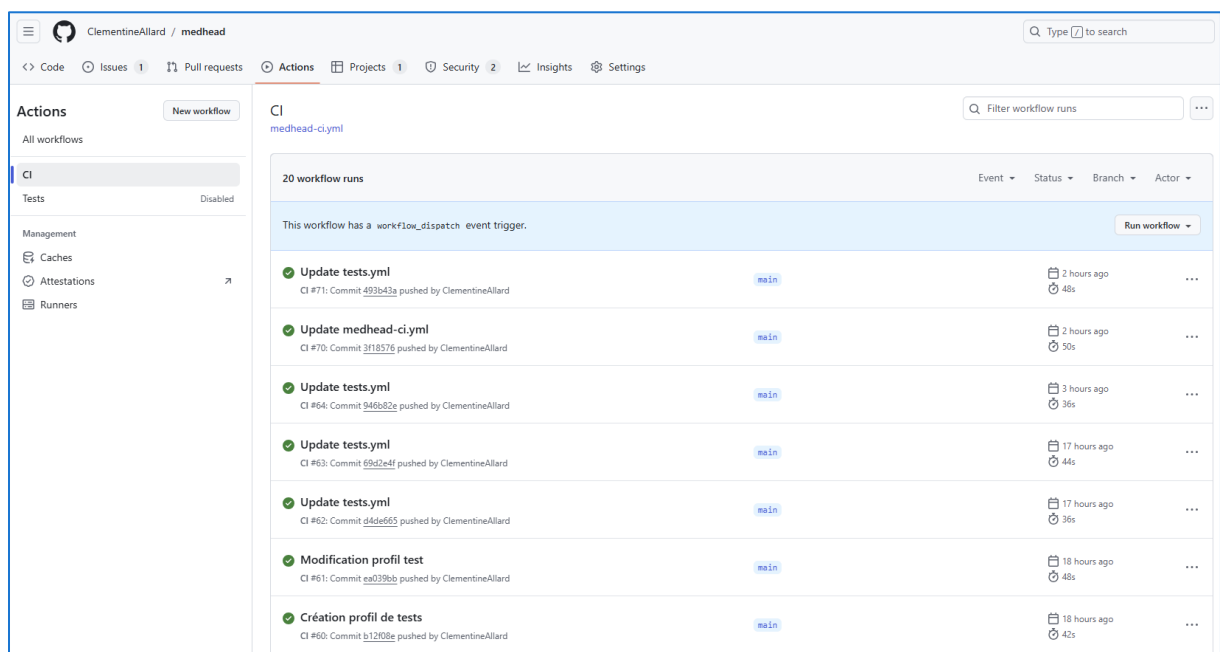 ClementineAllard / medhead
Type / to search
Code Issues 1 Pull requests Actions Projects 1 Security 2 Insights Settings
Actions
New workflow
All workflows
CI
Tests Disabled
Management
Caches
Attestations
Runners
CI
medhead-ci.yml
Filter workflow runs
20 workflow runs
Event Status Branch Actor
This workflow has a workflow_dispatch event trigger.
Run workflow
Update tests.yml
CI #71: Commit 493b43a pushed by ClementineAllard
main
2 hours ago
48s
Update medhead-ci.yml
CI #70: Commit 3f18576 pushed by ClementineAllard
main
2 hours ago
50s
Update tests.yml
CI #64: Commit 946b82e pushed by ClementineAllard
main
3 hours ago
36s
Update tests.yml
CI #63: Commit 69d2e4f pushed by ClementineAllard
main
17 hours ago
44s
Update tests.yml
CI #62: Commit d4de665 pushed by ClementineAllard
main
17 hours ago
36s
Modification profil test
CI #61: Commit ea039bb pushed by ClementineAllard
main
18 hours ago
48s
Création profil de tests
CI #60: Commit b12f08e pushed by ClementineAllard
main
18 hours ago
42s